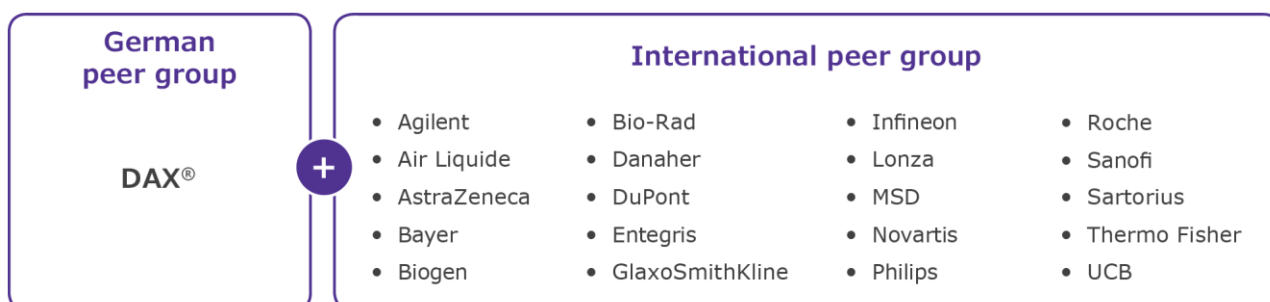 German
peer group
DAX®
+
International peer group
• Agilent
• Air Liquide
• AstraZeneca
• Bayer
• Biogen
• Bio-Rad
• Danaher
• DuPont
• Entegris
• GlaxoSmithKline
• Infineon
• Lonza
• MSD
• Novartis
• Philips
• Roche
• Sanofi
• Sartorius
• Thermo Fisher
• UCB